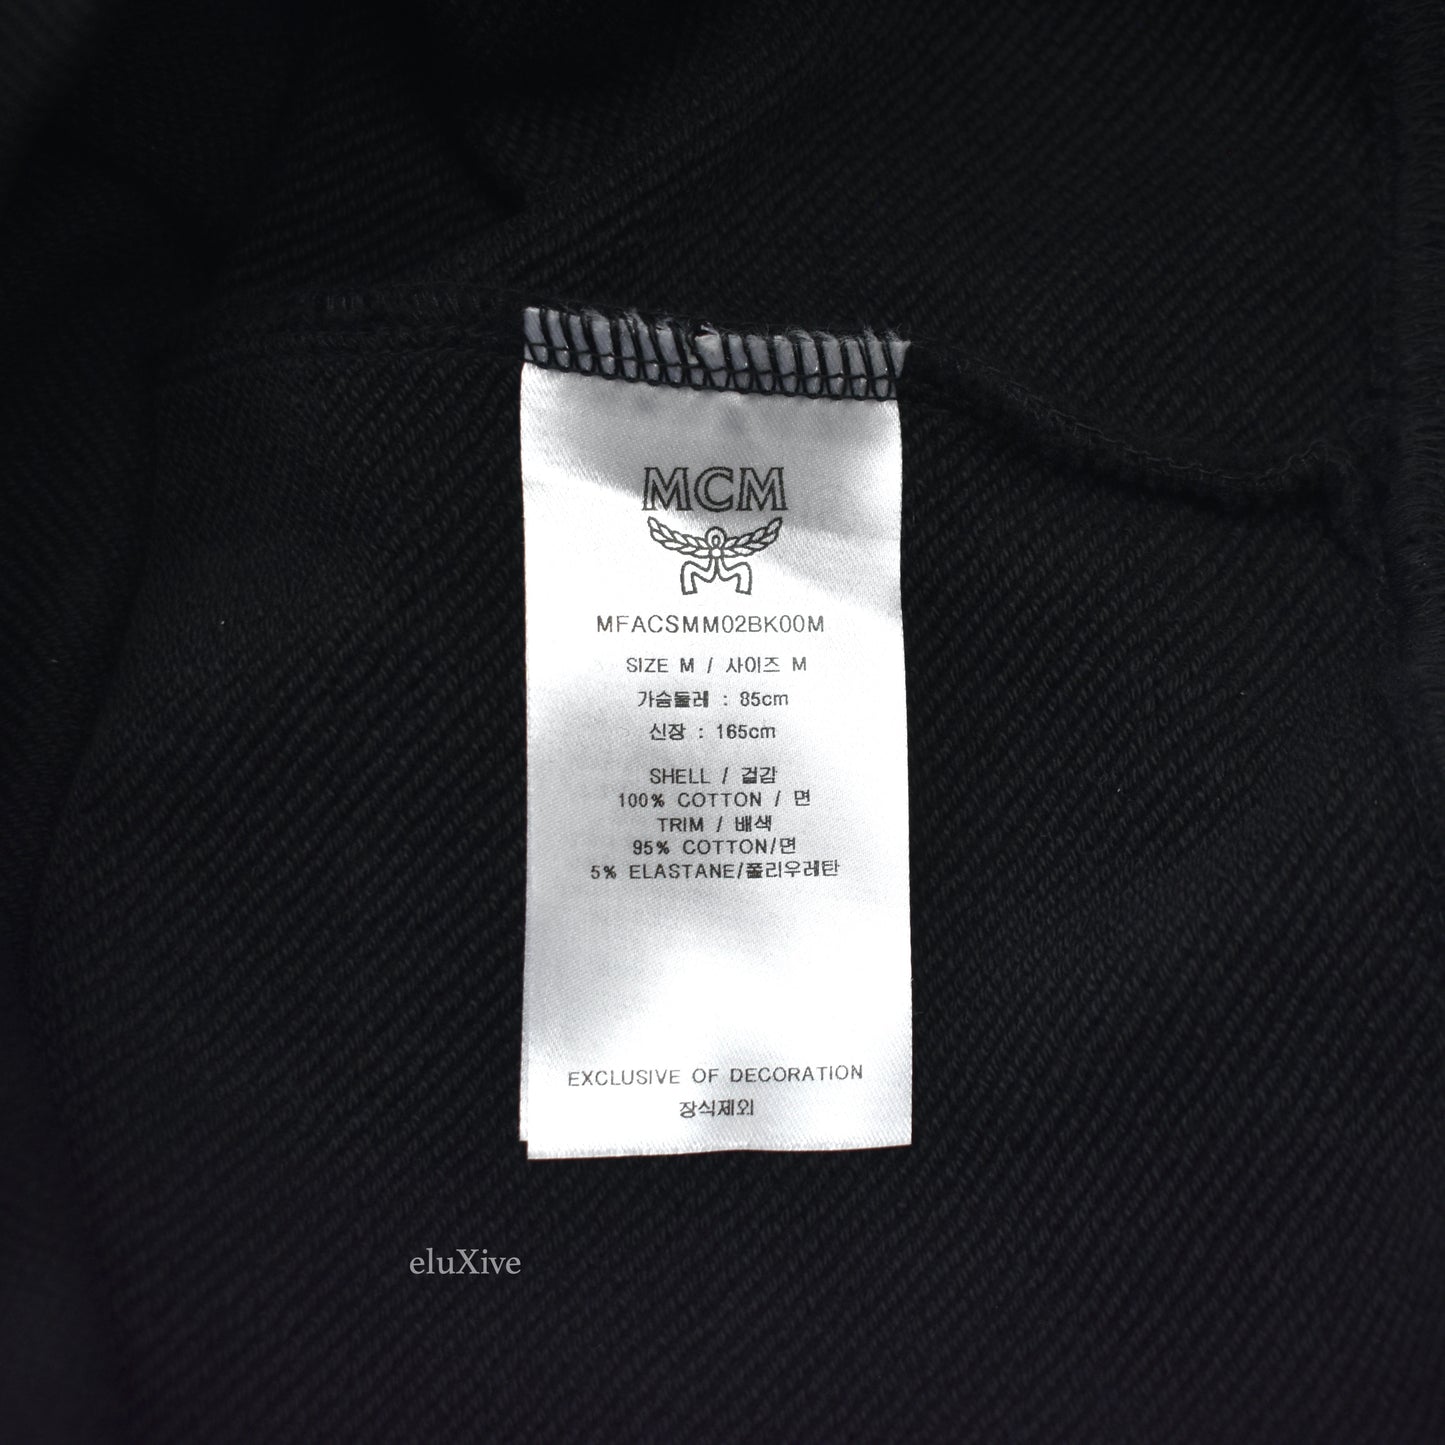 MCM
MFACSMM02BK00M
SIZE M / 사이즈 M
가슴둘레 : 85cm
신장 : 165cm
SHELL / 겉감
100% COTTON / 면
TRIM / 배색
95% COTTON/면
5% ELASTANE/폴리우레탄
EXCLUSIVE OF DECORATION
장식제외
eluXive